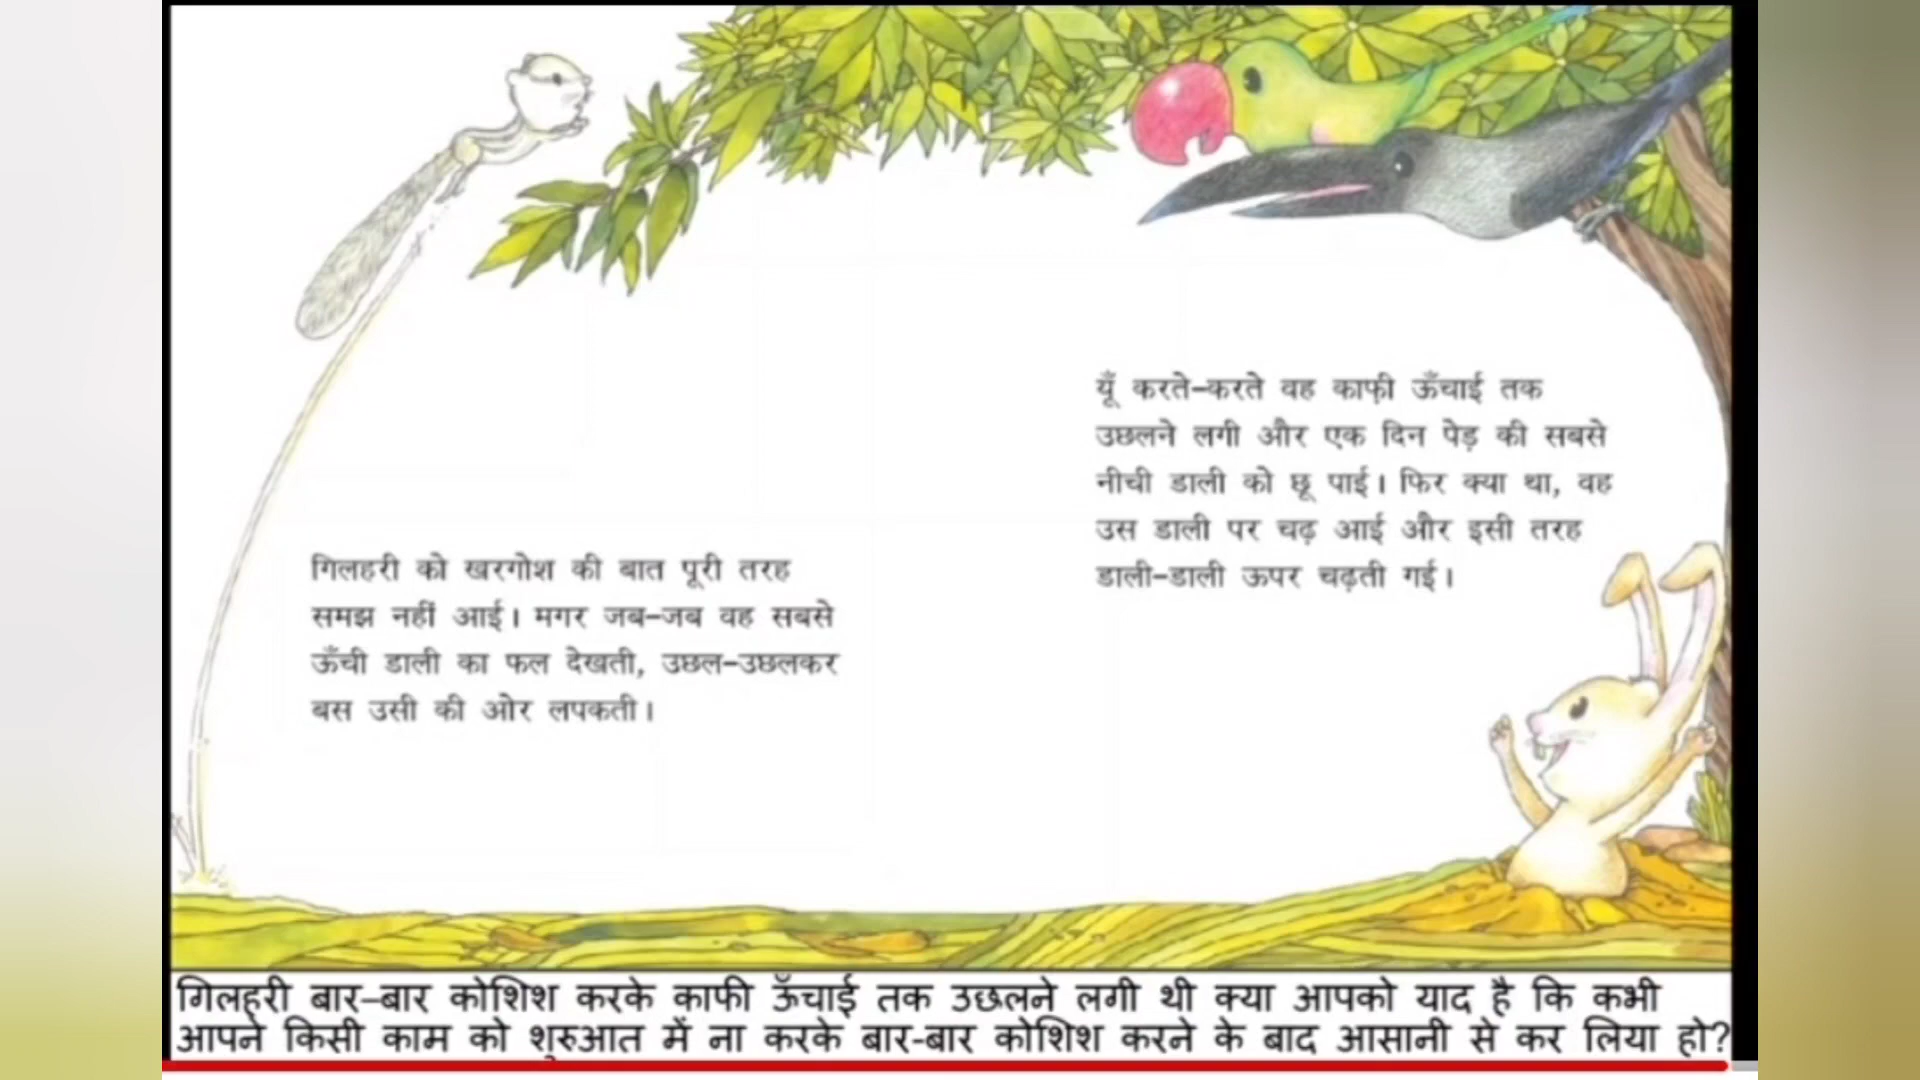 गिलहरी को खरगोश की बात पूरी तरह
समझ नहीं आई। मगर जब-जब वह सबसे
ऊँची डाली का फल देखती, उछल-उछलकर
बस उसी की ओर लपकती।
यूँ करते-करते वह काफ़ी ऊँचाई तक
उछलने लगी और एक दिन पेड़ की सबसे
नीची डाली को छू पाई। फिर क्या था, वह
उस डाली पर चढ़ आई और इसी तरह
डाली-डाली ऊपर चढ़ती गई।
गिलहरी बार-बार कोशिश करके काफी ऊँचाई तक उछलने लगी थी क्या आपको याद है कि कभी
आपने किसी काम को शुरुआत में ना करके बार-बार कोशिश करने के बाद आसानी से कर लिया हो?